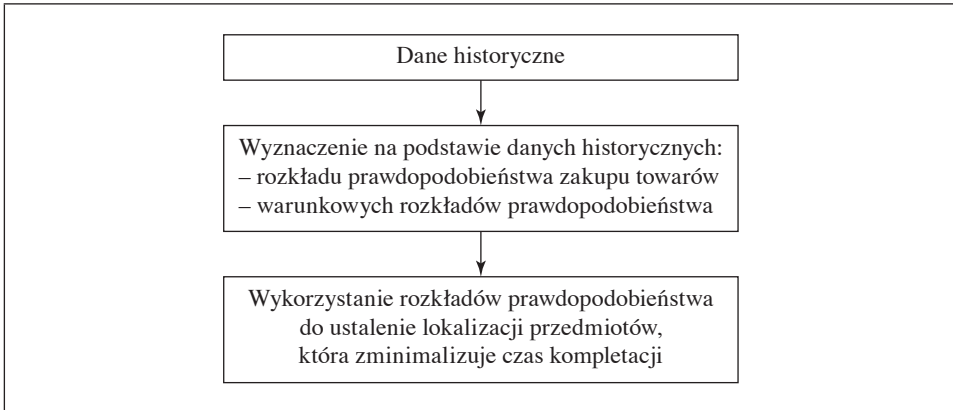 Dane historyczne
Wyznaczenie na podstawie danych historycznych:
– rozkładu prawdopodobieństwa zakupu towarów
– warunkowych rozkładów prawdopodobieństwa
Wykorzystanie rozkładów prawdopodobieństwa
do ustalenie lokalizacji przedmiotów,
która zminimalizuje czas kompletacji